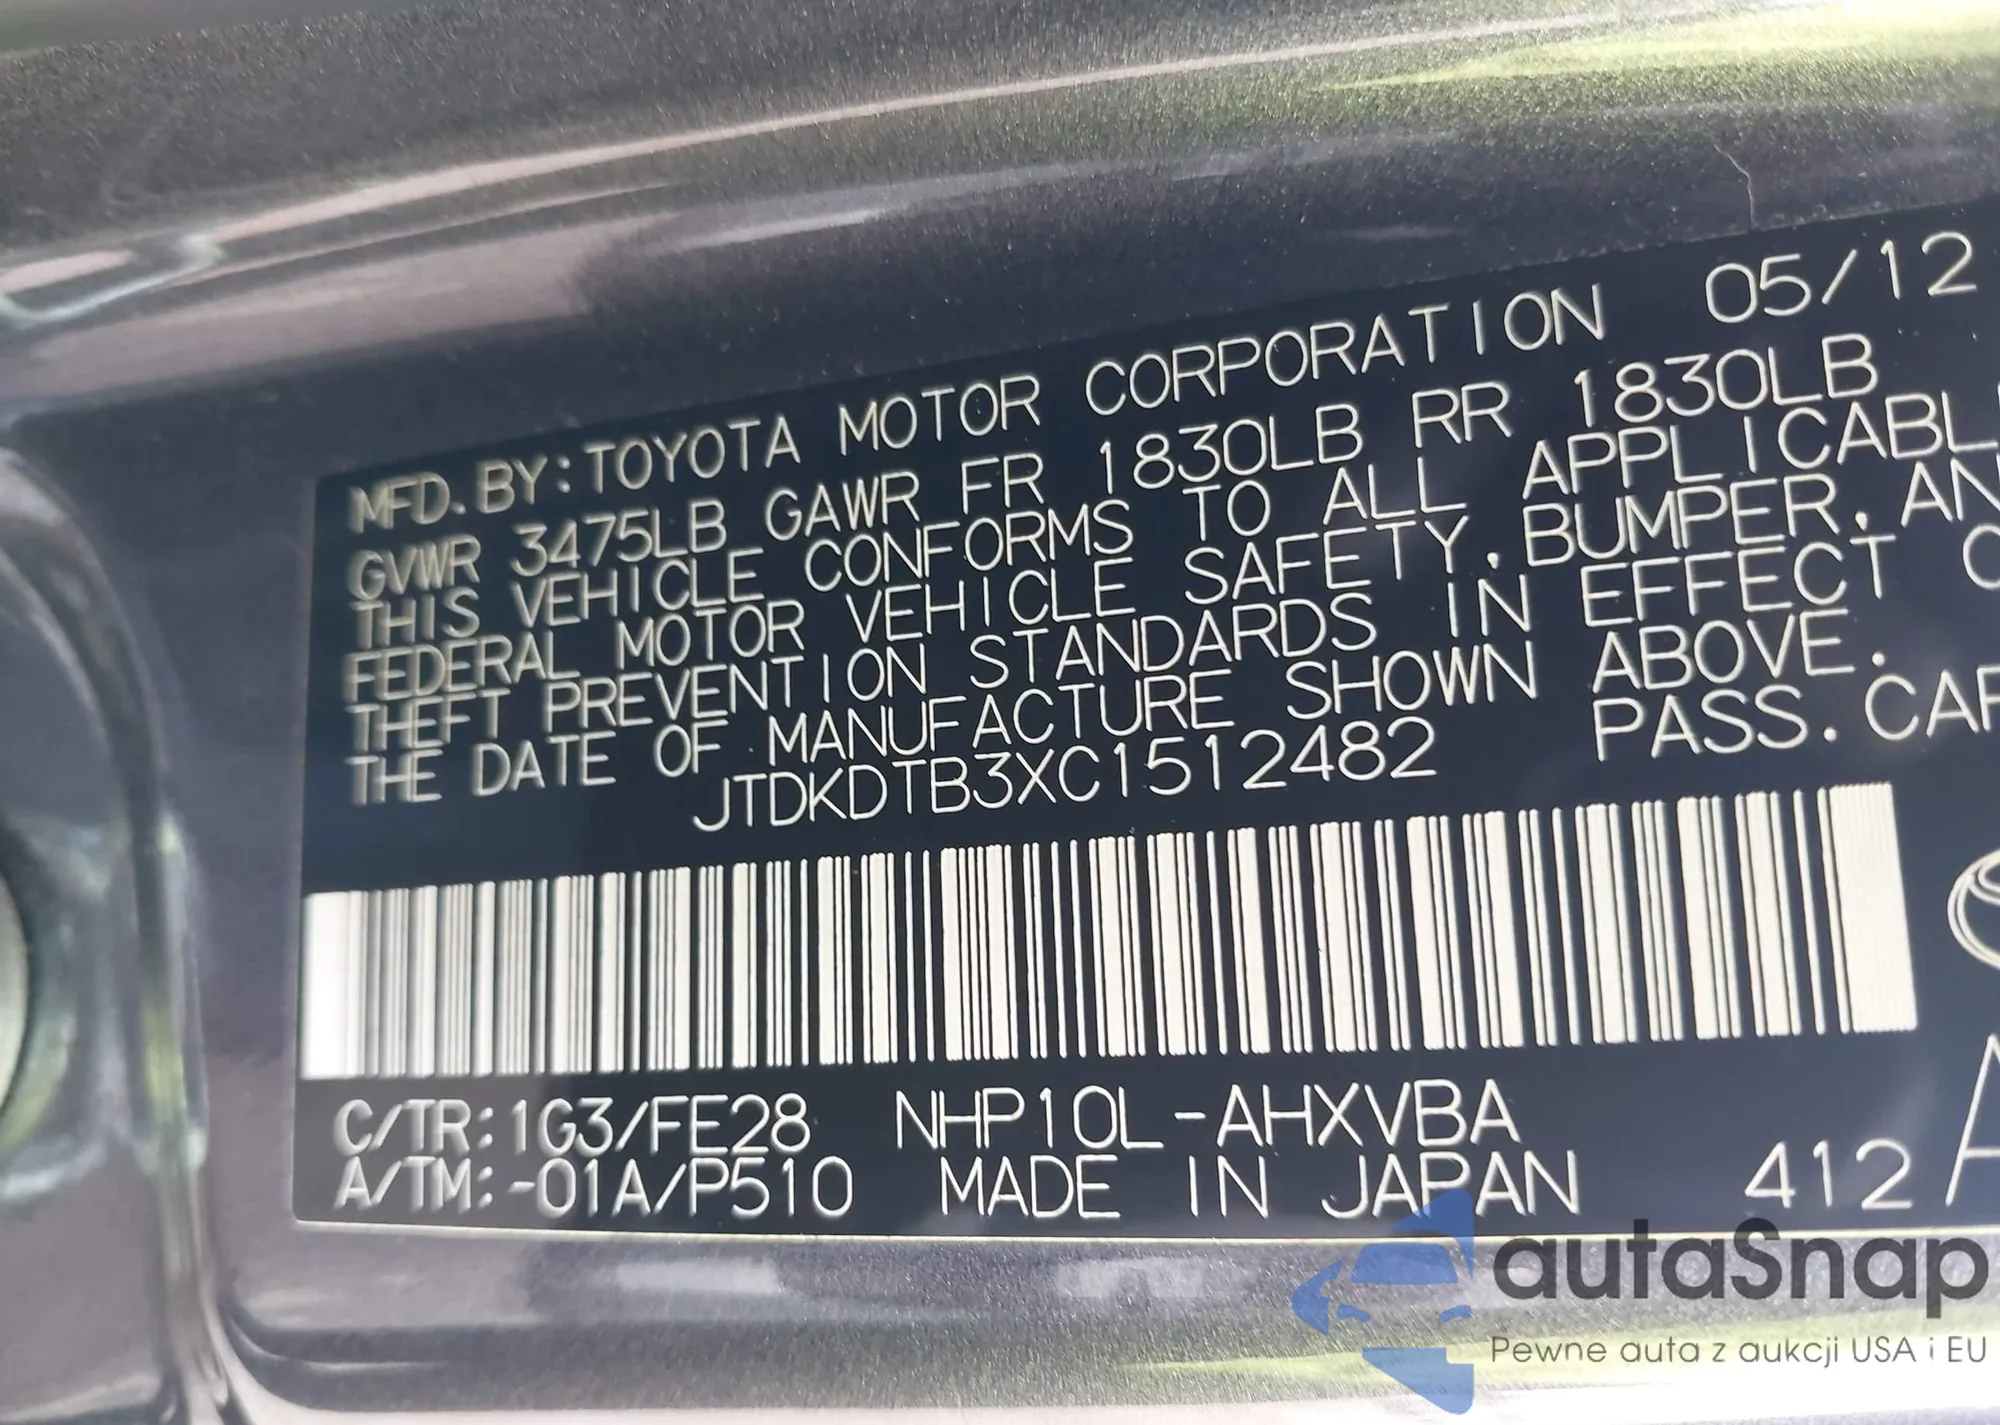 MFD. BY: TOYOTA MOTOR CORPORATION 05/12
GVWR 3475LB GAWR FR 1830LB RR 1830LB
THIS VEHICLE CONFORMS TO ALL APPLICABL
FEDERAL MOTOR VEHICLE SAFETY, BUMPER, AN
THEFT PREVENTION STANDARDS IN EFFECT O
THE DATE OF MANUFACTURE SHOWN ABOVE.
JTDKDTB3XC1512482 PASS. CAR
C/TR: 1G3/FE28 NHP10L-AHXVBA
A/TM: -01A/P510 MADE IN JAPAN 412 A
autaSnap
Pewne auta z aukcji USA i EU